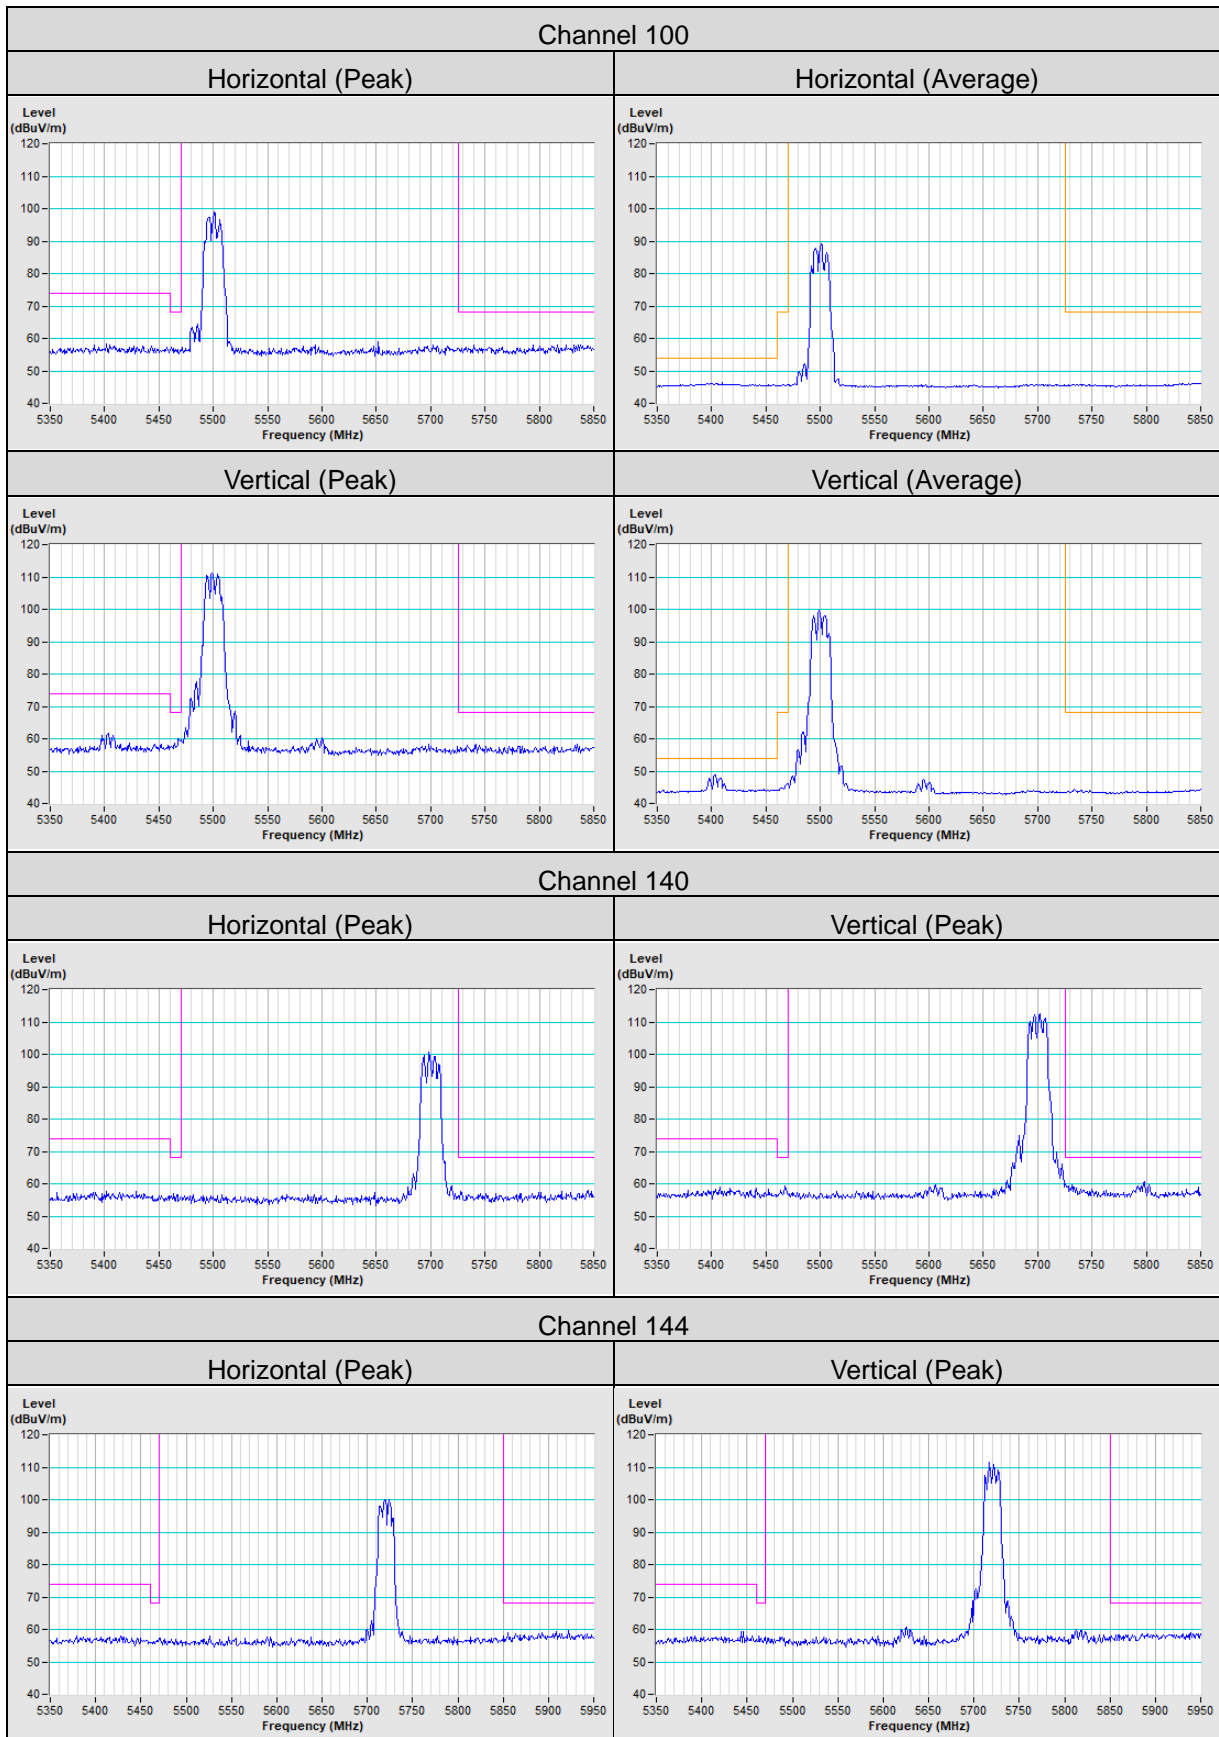 Channel 100
Horizontal (Peak) Horizontal (Average)
Level Level
(dBuV/m) (dBuV/m)
120 120
110 110
100 100
90 90
80 80
70 70
60 60
50 50
40 40
5350 5400 5450 5500 5550 5600 5650 5700 5750 5800 5850 5350 5400 5450 5500 5550 5600 5650 5700 5750 5800 5850
Frequency (MHz) Frequency (MHz)
Vertical (Peak) Vertical (Average)
Level Level
(dBuV/m) (dBuV/m)
120 120
110 110
100 100
90 90
80 80
70 70
60 60
50 50
40 40
5350 5400 5450 5500 5550 5600 5650 5700 5750 5800 5850 5350 5400 5450 5500 5550 5600 5650 5700 5750 5800 5850
Frequency (MHz) Frequency (MHz)
Channel 140
Horizontal (Peak) Vertical (Peak)
Level Level
(dBuV/m) (dBuV/m)
120 120
110 110
100 100
90 90
80 80
70 70
60 60
50 50
40 40
5350 5400 5450 5500 5550 5600 5650 5700 5750 5800 5850 5350 5400 5450 5500 5550 5600 5650 5700 5750 5800 5850
Frequency (MHz) Frequency (MHz)
Channel 144
Horizontal (Peak) Vertical (Peak)
Level Level
(dBuV/m) (dBuV/m)
120 120
110 110
100 100
90 90
80 80
70 70
60 60
50 50
40 40
5350 5400 5450 5500 5550 5600 5650 5700 5750 5800 5850 5900 5950 5350 5400 5450 5500 5550 5600 5650 5700 5750 5800 5850 5900 5950
Frequency (MHz) Frequency (MHz)